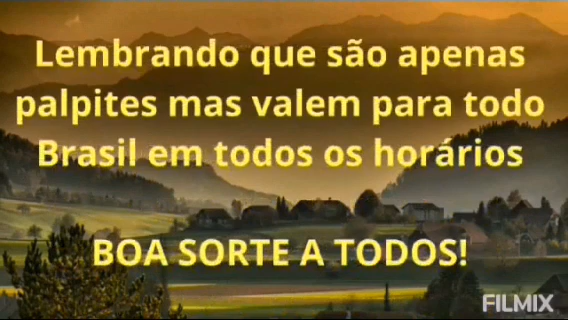 Lembrando que são apenas
palpites mas valem para todo
Brasil em todos os horários
BOA SORTE A TODOS!
FILMIX